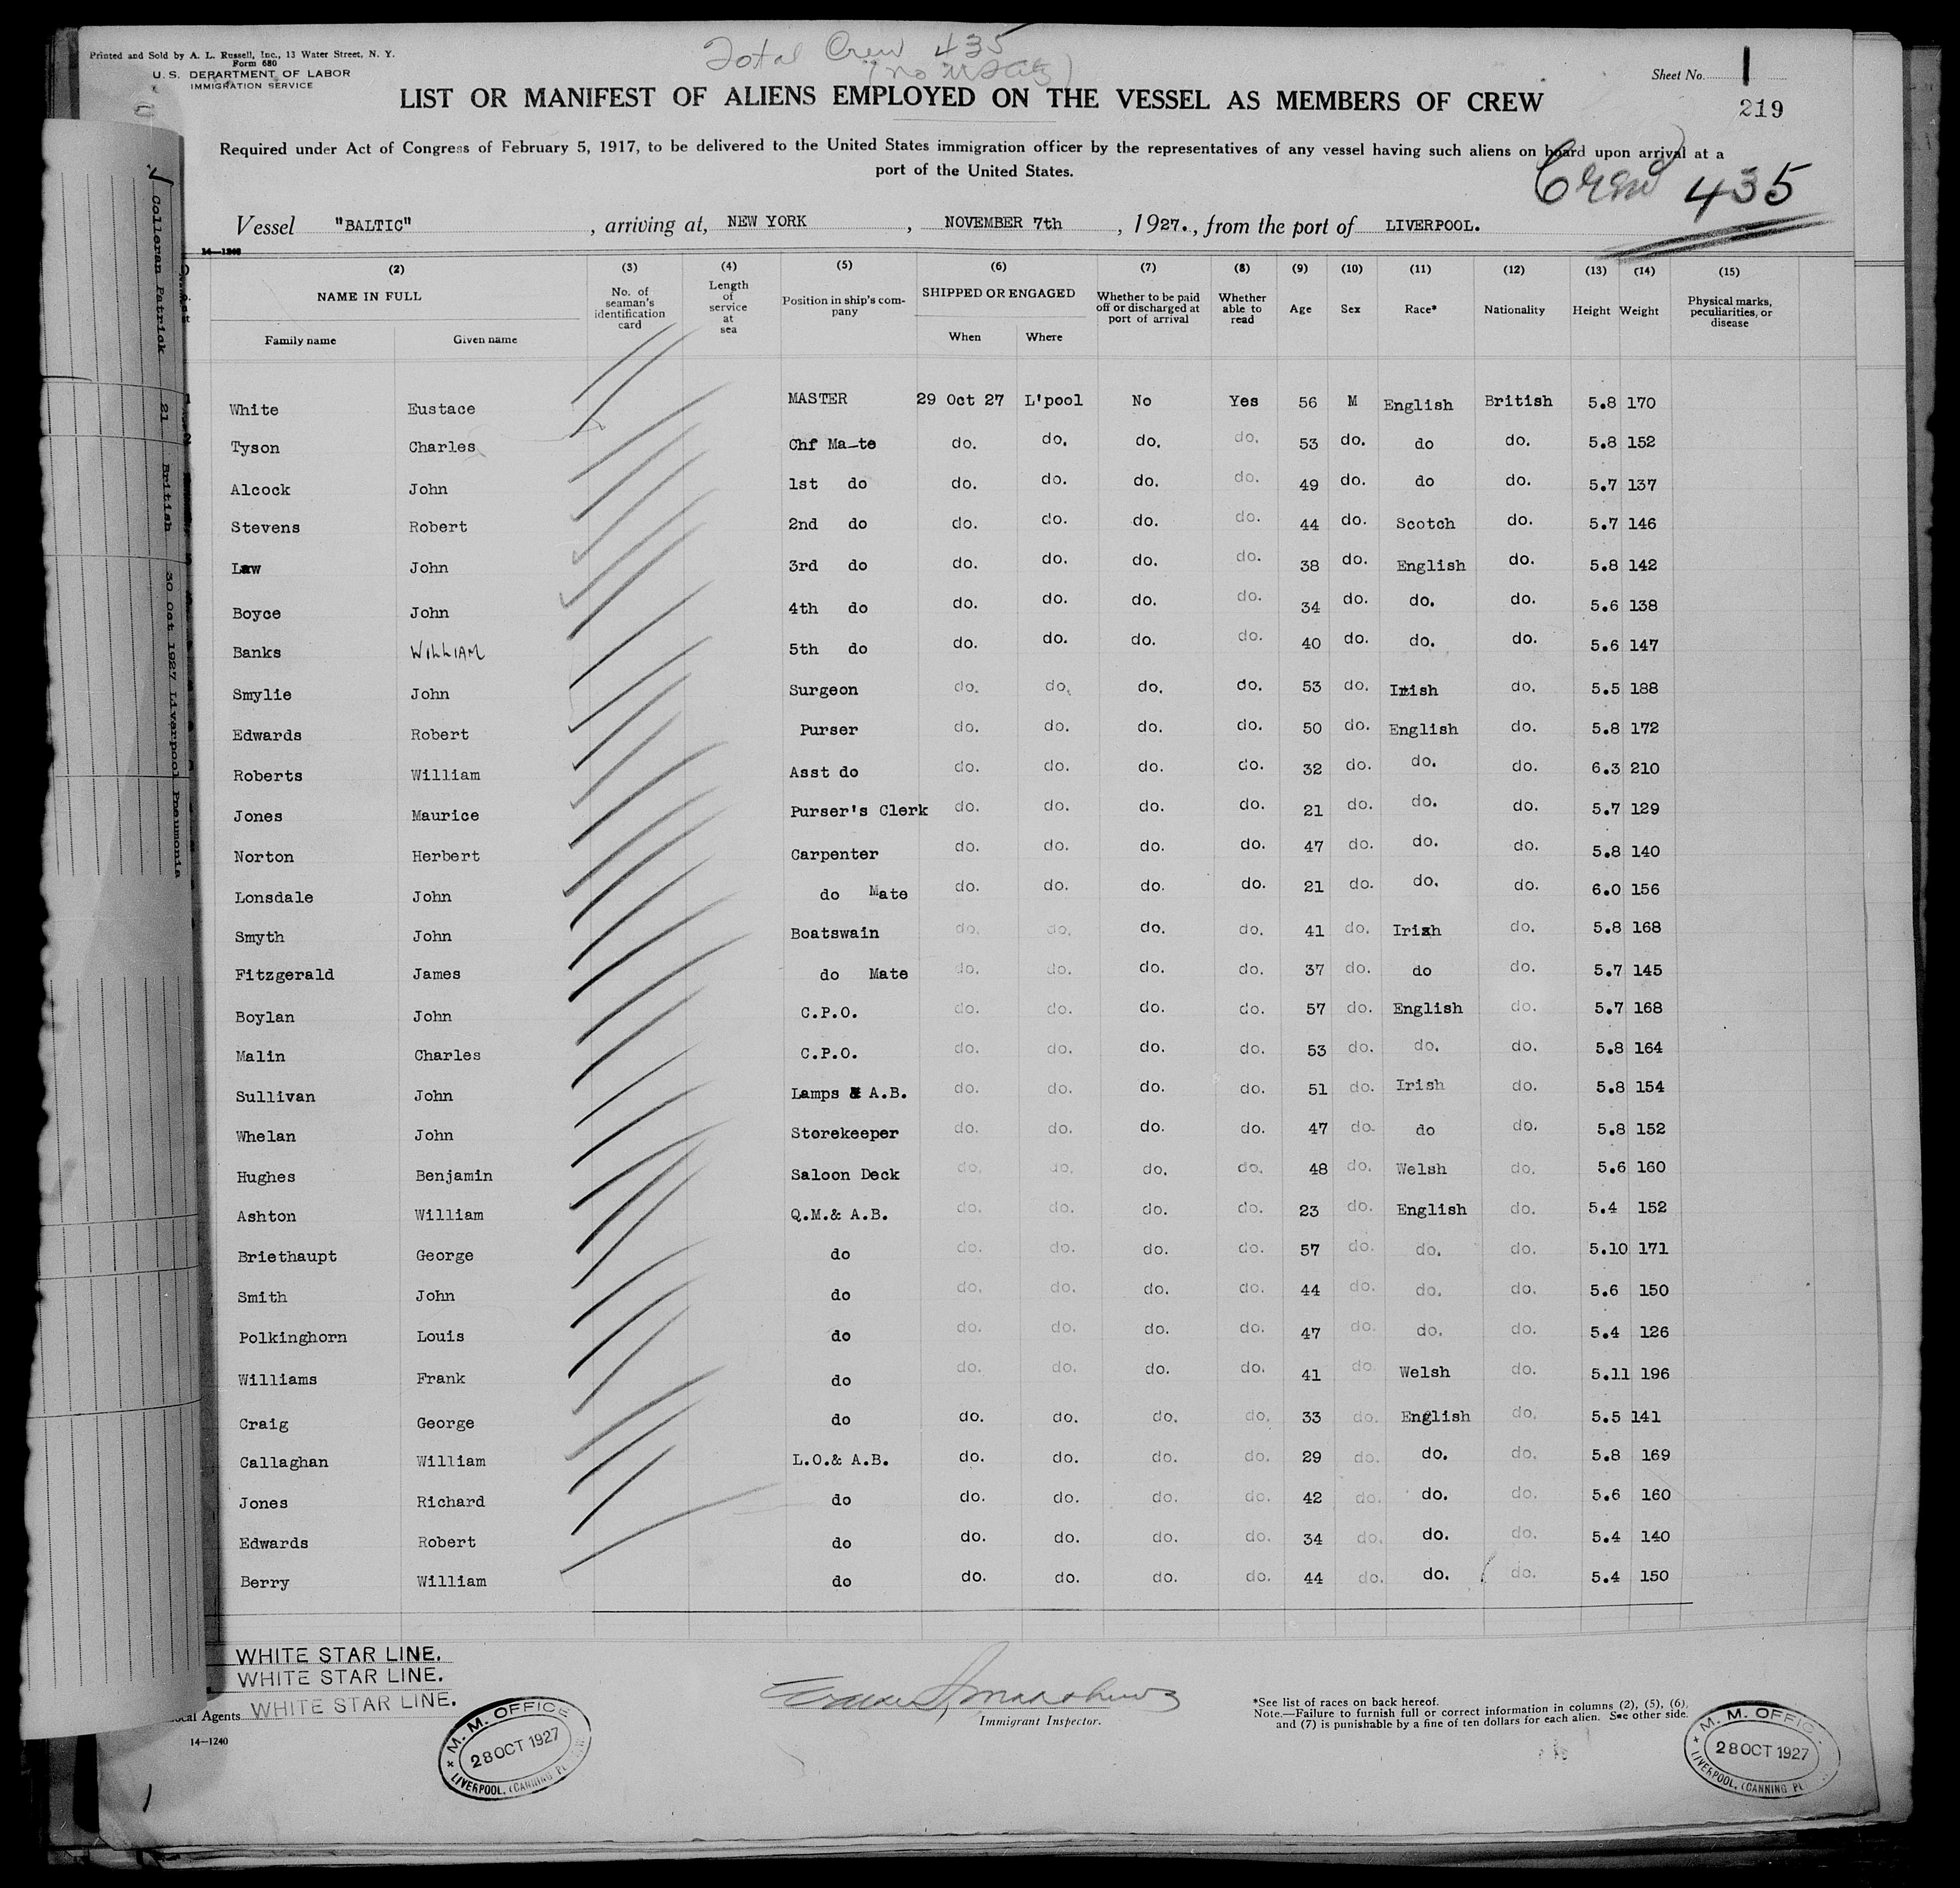 Total Crew 435
Printed and Sold by A. L. Russell, Inc., 13 Water Street, N. Y.
Form 680
U. S. DEPARTMENT OF LABOR
IMMIGRATION SERVICE
Sheet No. 1
219
LIST OR MANIFEST OF ALIENS EMPLOYED ON THE VESSEL AS MEMBERS OF CREW
Required under Act of Congress of February 5, 1917, to be delivered to the United States immigration officer by the representatives of any vessel having such aliens on board upon arrival at a
port of the United States.
Crew 435
Vessel "BALTIC", arriving at, NEW YORK, NOVEMBER 7th, 1927., from the port of LIVERPOOL.
14—1240
(2) (3) (4) (5) (6) (7) (8) (9) (10) (11) (12) (13) (14) (15)
NAME IN FULL
Family name Given name
No. of seaman's identification card
Length of service at sea
Position in ship's company
SHIPPED OR ENGAGED
When Where
Whether to be paid off or discharged at port of arrival
Whether able to read
Age Sex Race* Nationality Height Weight
Physical marks, peculiarities, or disease
White Eustace MASTER 29 Oct 27 L'pool No Yes 56 M English British 5.8 170
Tyson Charles Chf Ma-te do. do. do. do. 53 do. do do. 5.8 152
Alcock John 1st do do. do. do. do. 49 do. do do. 5.7 137
Stevens Robert 2nd do do. do. do. do. 44 do. Scotch do. 5.7 146
Law John 3rd do do. do. do. do. 38 do. English do. 5.8 142
Boyce John 4th do do. do. do. do. 34 do. do. do. 5.6 138
Banks WILLIAM 5th do do. do. do. do. 40 do. do. do. 5.6 147
Smylie John Surgeon do. do. do. do. 53 do. Irish do. 5.5 188
Edwards Robert Purser do. do. do. do. 50 do. English do. 5.8 172
Roberts William Asst do do. do. do. do. 32 do. do. do. 6.3 210
Jones Maurice Purser's Clerk do. do. do. do. 21 do. do. do. 5.7 129
Norton Herbert Carpenter do. do. do. do. 47 do. do. do. 5.8 140
Lonsdale John do Mate do. do. do. do. 21 do. do. do. 6.0 156
Smyth John Boatswain do. do. do. do. 41 do. Irish do. 5.8 168
Fitzgerald James do Mate do. do. do. do. 37 do. do do. 5.7 145
Boylan John C.P.O. do. do. do. do. 57 do. English do. 5.7 168
Malin Charles C.P.O. do. do. do. do. 53 do. do. do. 5.8 164
Sullivan John Lamps & A.B. do. do. do. do. 51 do. Irish do. 5.8 154
Whelan John Storekeeper do. do. do. do. 47 do. do do. 5.8 152
Hughes Benjamin Saloon Deck do. do. do. do. 48 do. Welsh do. 5.6 160
Ashton William Q.M.& A.B. do. do. do. do. 23 do. English do. 5.4 152
Briethaupt George do do. do. do. do. 57 do. do. do. 5.10 171
Smith John do do. do. do. do. 44 do. do. do. 5.6 150
Polkinghorn Louis do do. do. do. do. 47 do. do. do. 5.4 126
Williams Frank do do. do. do. do. 41 do. Welsh do. 5.11 196
Craig George do do. do. do. do. 33 do. English do. 5.5 141
Callaghan William L.O.& A.B. do. do. do. do. 29 do. do. do. 5.8 169
Jones Richard do do. do. do. do. 42 do. do. do. 5.6 160
Edwards Robert do do. do. do. do. 34 do. do. do. 5.4 140
Berry William do do. do. do. do. 44 do. do. do. 5.4 150
Colleran Patrick 21 British 30 Oct 1927 Liverpool Pneumonia
WHITE STAR LINE.
WHITE STAR LINE.
WHITE STAR LINE.
Agents
14—1240
Immigrant Inspector.
*See list of races on back hereof.
Note.—Failure to furnish full or correct information in columns (2), (5), (6),
and (7) is punishable by a fine of ten dollars for each alien. See other side.
M. M. OFFICE
28 OCT 1927
LIVERPOOL, (CANNING
M. M. OFFIC
28 OCT 1927
LIVERPOOL, (CANNING PL